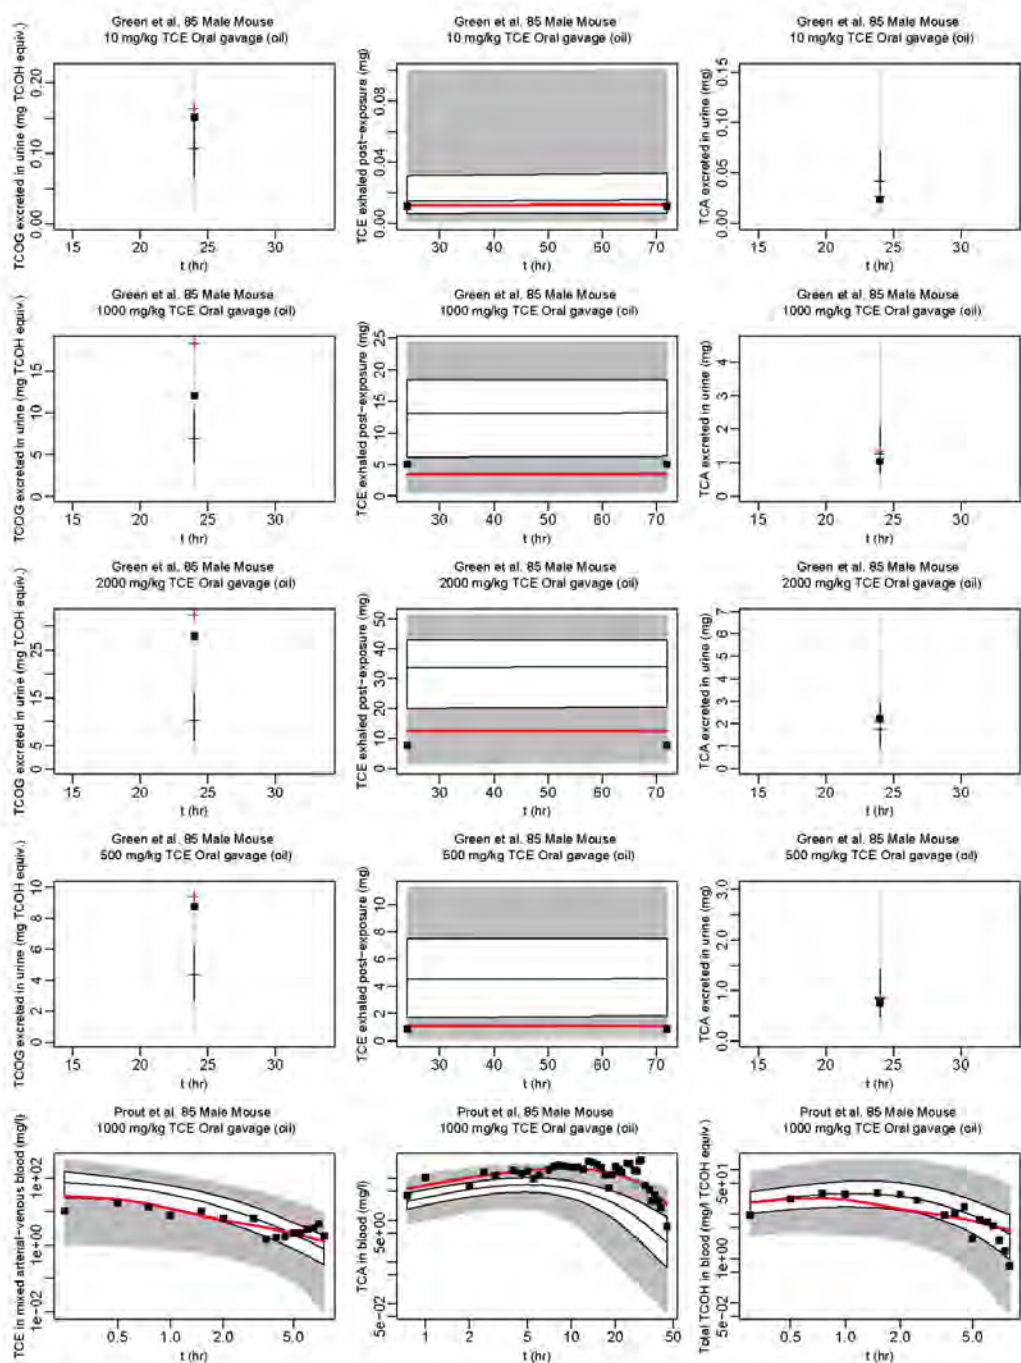 Green et al. 85 Male Mouse
10 mg/kg TCE Oral gavage (oil)
TCOG excreted in urine (mg TCOH equiv.)
0.00 0.10 0.20
15 20 25 30
t (hr)
Green et al. 85 Male Mouse
10 mg/kg TCE Oral gavage (oil)
TCE exhaled post-exposure (mg)
0.00 0.04 0.08
30 40 50 60 70
t (hr)
Green et al. 85 Male Mouse
10 mg/kg TCE Oral gavage (oil)
TCA excreted in urine (mg)
0.00 0.05 0.10 0.15
15 20 25 30
t (hr)
Green et al. 85 Male Mouse
1000 mg/kg TCE Oral gavage (oil)
TCOG excreted in urine (mg TCOH equiv.)
0 5 10 15
15 20 25 30
t (hr)
Green et al. 85 Male Mouse
1000 mg/kg TCE Oral gavage (oil)
TCE exhaled post-exposure (mg)
0 5 10 15 20 25
30 40 50 60 70
t (hr)
Green et al. 85 Male Mouse
1000 mg/kg TCE Oral gavage (oil)
TCA excreted in urine (mg)
0 1 2 3 4
15 20 25 30
t (hr)
Green et al. 85 Male Mouse
2000 mg/kg TCE Oral gavage (oil)
TCOG excreted in urine (mg TCOH equiv.)
0 5 15 25
15 20 25 30
t (hr)
Green et al. 85 Male Mouse
2000 mg/kg TCE Oral gavage (oil)
TCE exhaled post-exposure (mg)
0 10 20 30 40 50
30 40 50 60 70
t (hr)
Green et al. 85 Male Mouse
2000 mg/kg TCE Oral gavage (oil)
TCA excreted in urine (mg)
0 1 2 3 4 5 6 7
15 20 25 30
t (hr)
Green et al. 85 Male Mouse
500 mg/kg TCE Oral gavage (oil)
TCOG excreted in urine (mg TCOH equiv.)
0 2 4 6 8 10
15 20 25 30
t (hr)
Green et al. 85 Male Mouse
500 mg/kg TCE Oral gavage (oil)
TCE exhaled post-exposure (mg)
0 2 4 6 8 10
30 40 50 60 70
t (hr)
Green et al. 85 Male Mouse
500 mg/kg TCE Oral gavage (oil)
TCA excreted in urine (mg)
0.0 1.0 2.0 3.0
15 20 25 30
t (hr)
Prout et al. 85 Male Mouse
1000 mg/kg TCE Oral gavage (oil)
TCE in mixed arterial-venous blood (mg/l)
1e-02 1e+00 1e+02
0.5 1.0 2.0 5.0
t (hr)
Prout et al. 85 Male Mouse
1000 mg/kg TCE Oral gavage (oil)
TCA in blood (mg/l)
5e-02 5e+00
1 2 5 10 20 50
t (hr)
Prout et al. 85 Male Mouse
1000 mg/kg TCE Oral gavage (oil)
Total TCOH in blood (mg/l TCOH equiv.)
5e-02 1e+00 5e+01
0.5 1.0 2.0 5.0
t (hr)